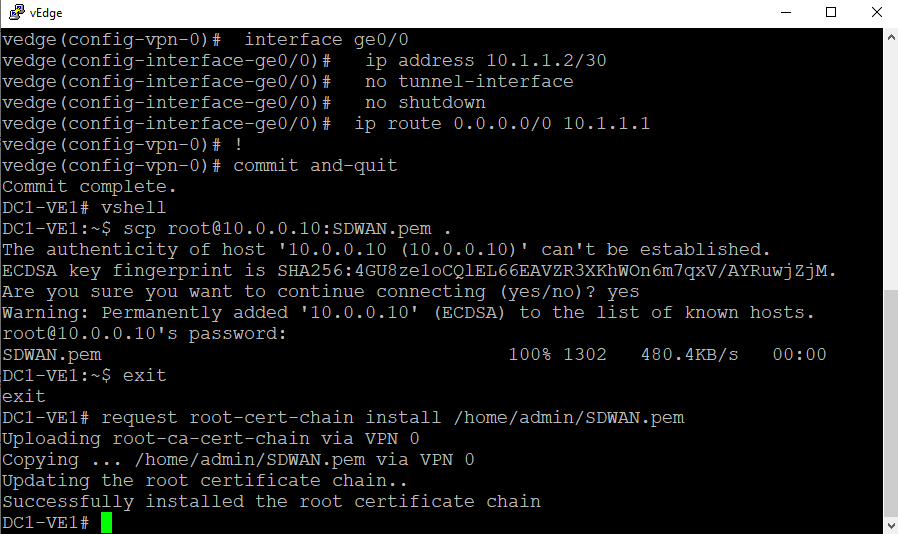 vEdge
vedge(config-vpn-0)#  interface ge0/0
vedge(config-interface-ge0/0)#   ip address 10.1.1.2/30
vedge(config-interface-ge0/0)#   no tunnel-interface
vedge(config-interface-ge0/0)#   no shutdown
vedge(config-interface-ge0/0)#  ip route 0.0.0.0/0 10.1.1.1
vedge(config-vpn-0)# !
vedge(config-vpn-0)# commit and-quit
Commit complete.
DC1-VE1# vshell
DC1-VE1:~$ scp root@10.0.0.10:SDWAN.pem .
The authenticity of host '10.0.0.10 (10.0.0.10)' can't be established.
ECDSA key fingerprint is SHA256:4GU8ze1oCQlEL66EAVZR3XKhWOn6m7qxV/AYRuwjZjM.
Are you sure you want to continue connecting (yes/no)? yes
Warning: Permanently added '10.0.0.10' (ECDSA) to the list of known hosts.
root@10.0.0.10's password:
SDWAN.pem                                     100% 1302   480.4KB/s   00:00
DC1-VE1:~$ exit
exit
DC1-VE1# request root-cert-chain install /home/admin/SDWAN.pem
Uploading root-ca-cert-chain via VPN 0
Copying ... /home/admin/SDWAN.pem via VPN 0
Updating the root certificate chain..
Successfully installed the root certificate chain
DC1-VE1#